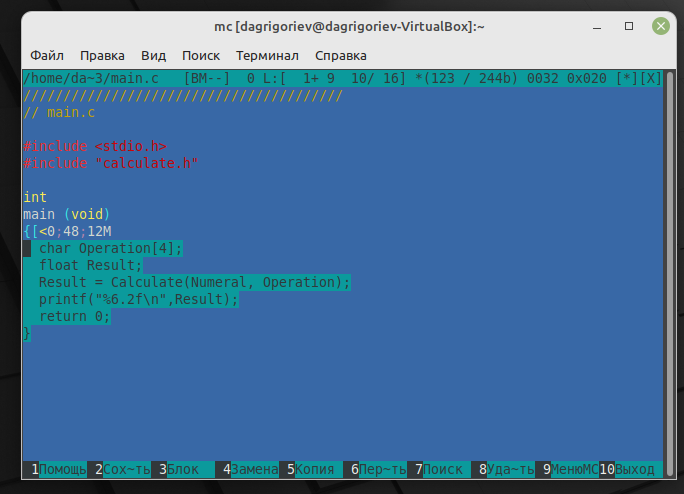 mc [dagrigoriev@dagrigoriev-VirtualBox]:~
Файл Правка Вид Поиск Терминал Справка
/home/da~3/main.c [BM--] 0 L:[ 1+ 9 10/ 16] *(123 / 244b) 0032 0x020 [*][X]
////////////////////////////////////////
// main.c
#include <stdio.h>
#include "calculate.h"
int
main (void)
{[<0;48;12M
char Operation[4];
float Result;
Result = Calculate(Numeral, Operation);
printf("%6.2f\n",Result);
return 0;
}
1Помощь 2Сох~ть 3Блок 4Замена 5Копия 6Пер~ть 7Поиск 8Уда~ть 9МенюMC 10Выход